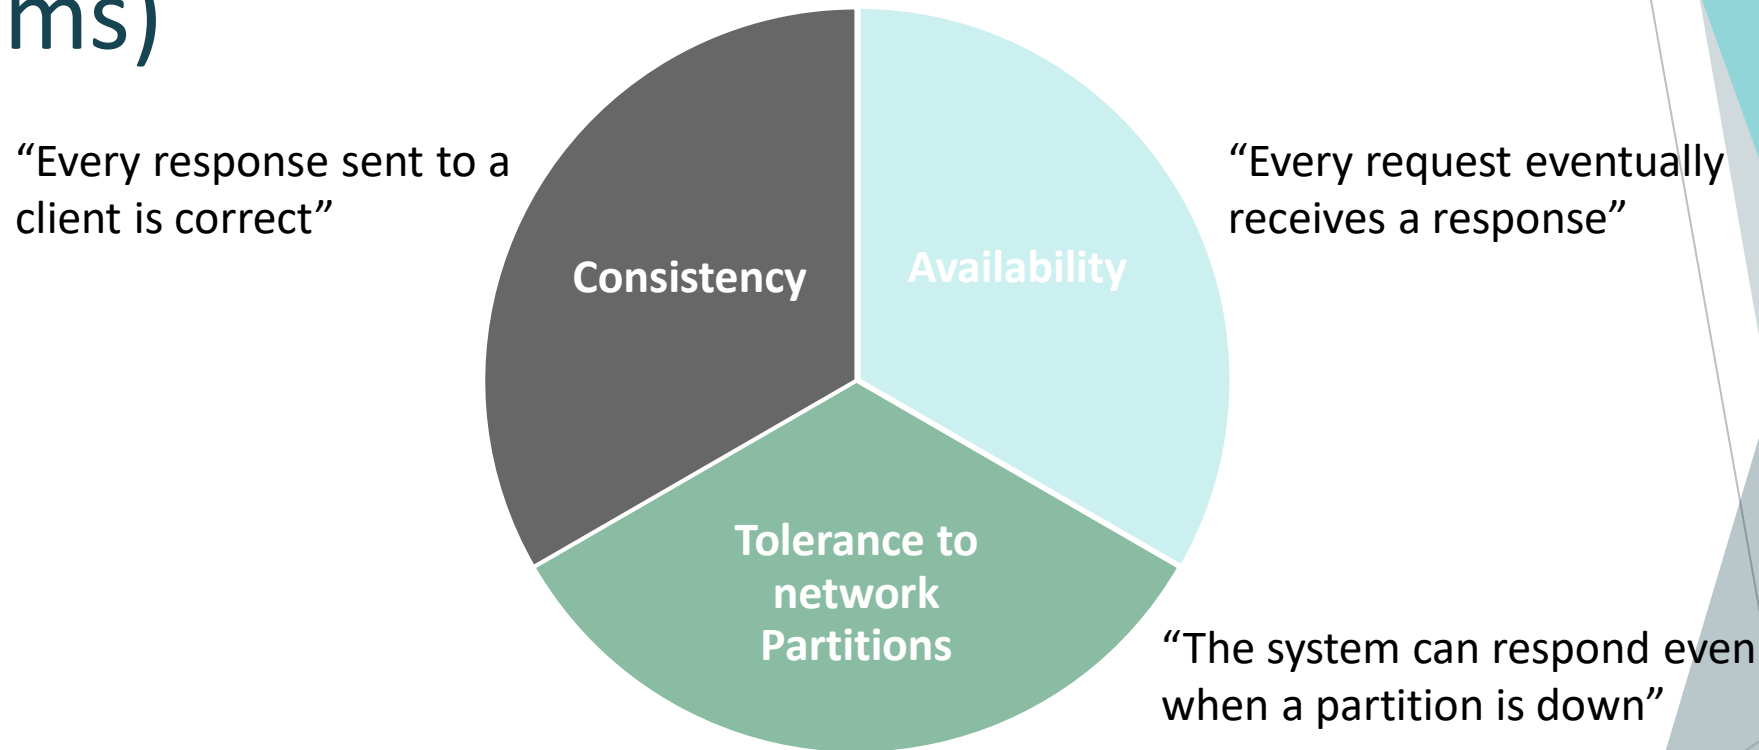 ms)
“Every response sent to a
client is correct”
Consistency
Availability
“Every request eventually
receives a response”
Tolerance to
network
Partitions
“The system can respond even
when a partition is down”